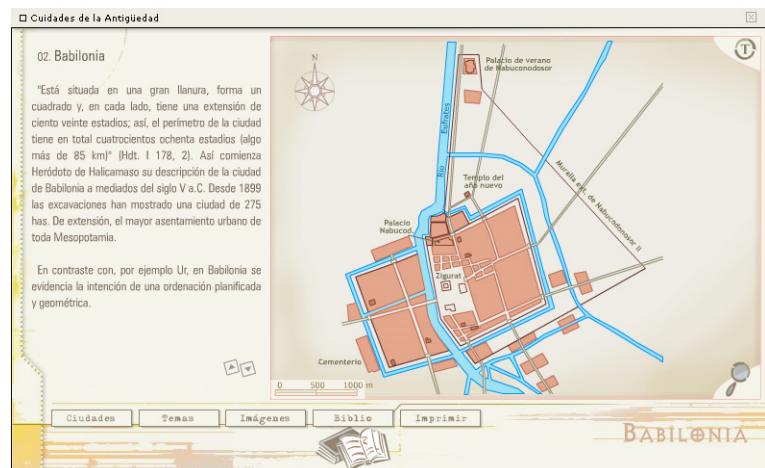 Cuidades de la Antigüedad
02. Babilonia
"Está situada en una gran llanura, forma un
cuadrado y, en cada lado, tiene una extensión de
ciento veinte estadios; así, el perímetro de la ciudad
tiene en total cuatrocientos ochenta estadios (algo
más de 85 km)" (Hdt. I 178, 2). Así comienza
Heródoto de Halicarnaso su descripción de la ciudad
de Babilonia a mediados del siglo V a.C. Desde 1899
las excavaciones han mostrado una ciudad de 275
has. De extensión, el mayor asentamiento urbano de
toda Mesopotamia.
En contraste con, por ejemplo Ur, en Babilonia se
evidencia la intención de una ordenación planificada
y geométrica.
N
T
Palacio de verano
de Nabuconodosor
Río Eufrates
Templo del
año nuevo
Muralla ext. de Nabucodonosor II
Palacio
Nabucod.
Zigurat
Cementerio
0 500 1000 m
Ciudades
Temas
Imágenes
Biblio
Imprimir
BABILONIA